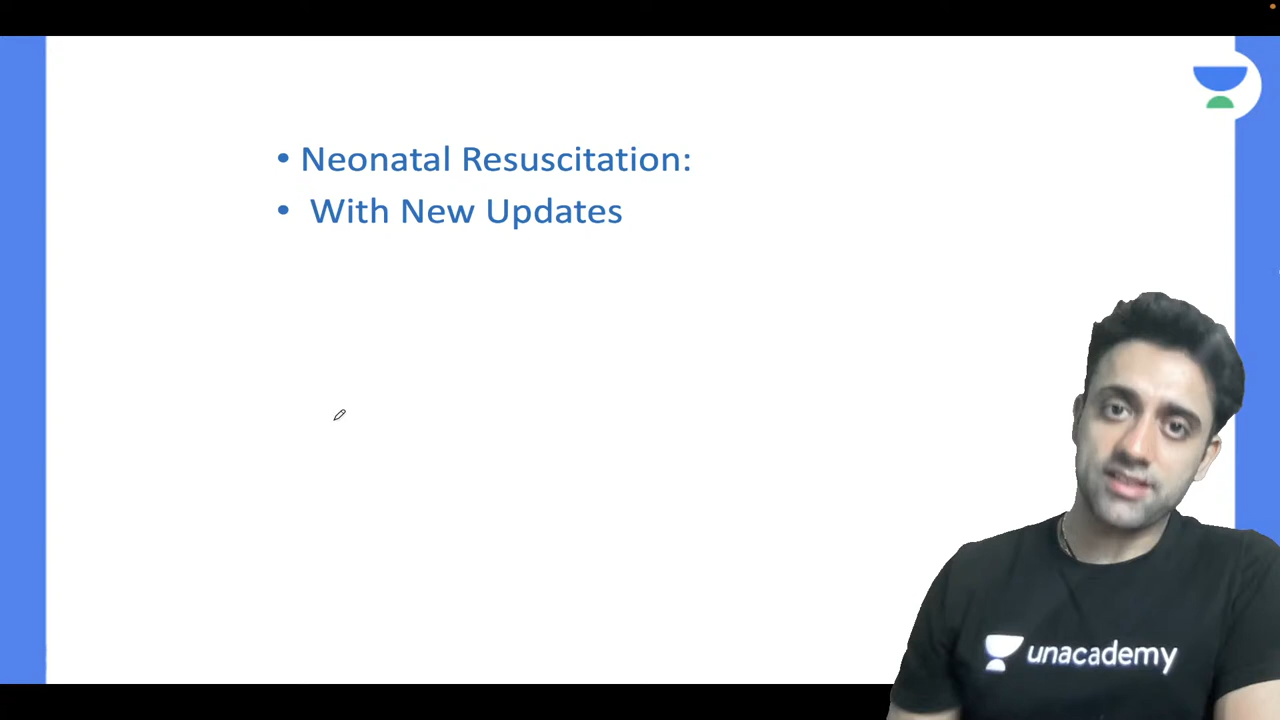 • Neonatal Resuscitation:
• With New Updates
unacademy